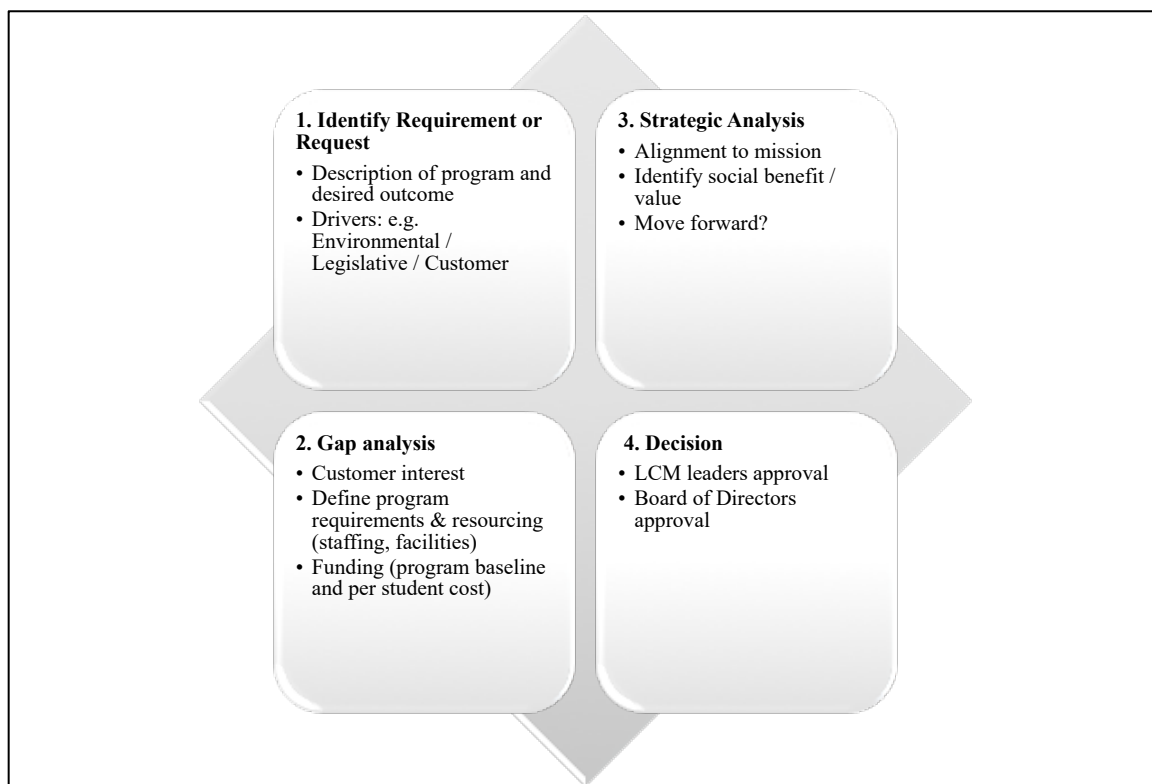 1. Identify Requirement or
Request
• Description of program and
desired outcome
• Drivers: e.g.
Environmental /
Legislative / Customer
2. Gap analysis
• Customer interest
• Define program
requirements & resourcing
(staffing, facilities)
• Funding (program baseline
and per student cost)
3. Strategic Analysis
• Alignment to mission
• Identify social benefit /
value
• Move forward?
4. Decision
• LCM leaders approval
• Board of Directors
approval